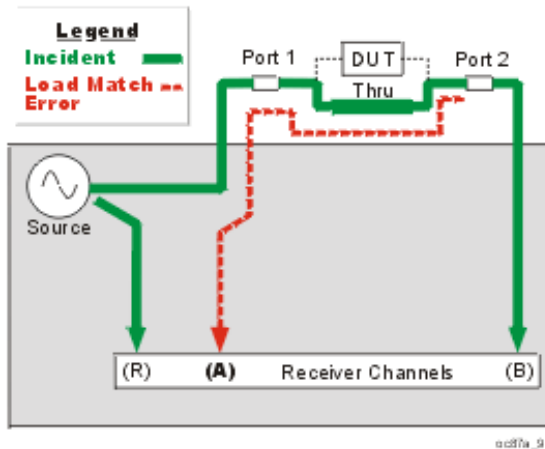 Legend
Incident
Load Match
Error
Port 1
DUT
Port 2
Thru
Source
(R)
(A)
Receiver Channels
(B)
oc87a_9